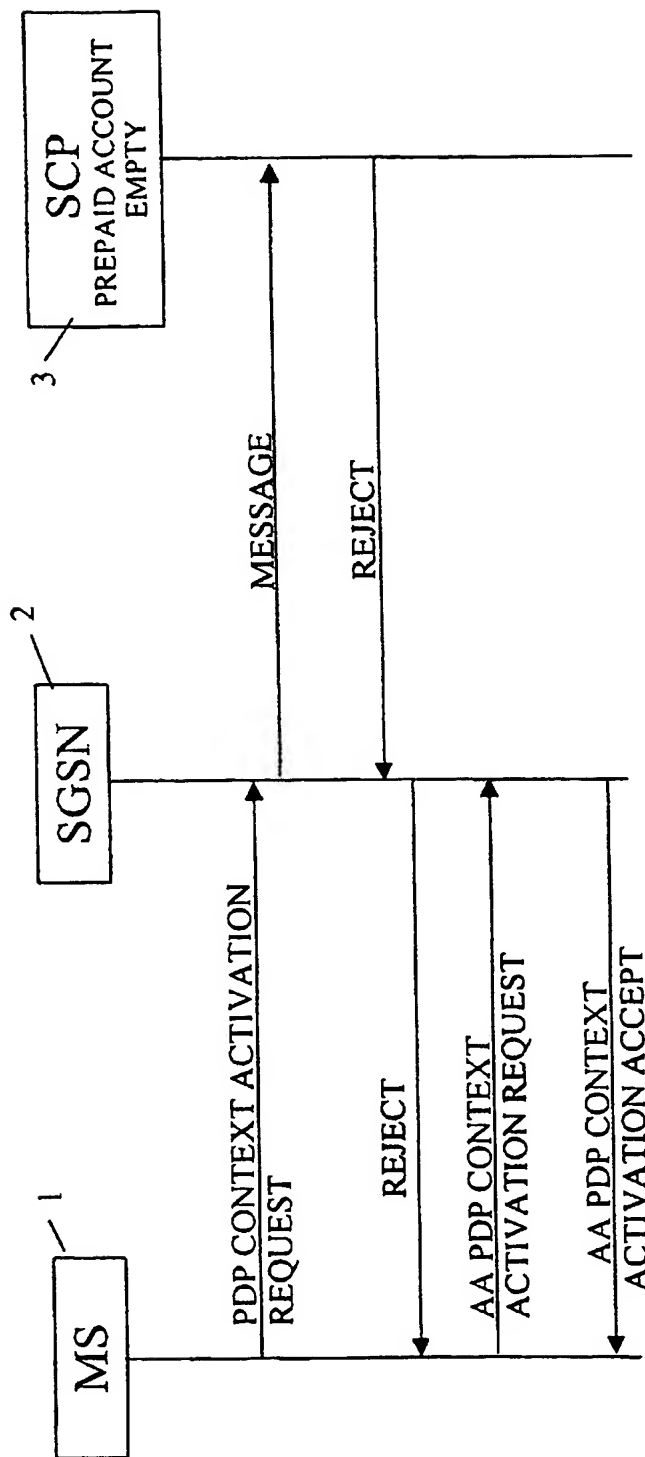 MS
1
SGSN
2
SCP
PREPAID ACCOUNT
EMPTY
3
PDP CONTEXT ACTIVATION
REQUEST
MESSAGE
REJECT
REJECT
AA PDP CONTEXT
ACTIVATION REQUEST
AA PDP CONTEXT
ACTIVATION ACCEPT